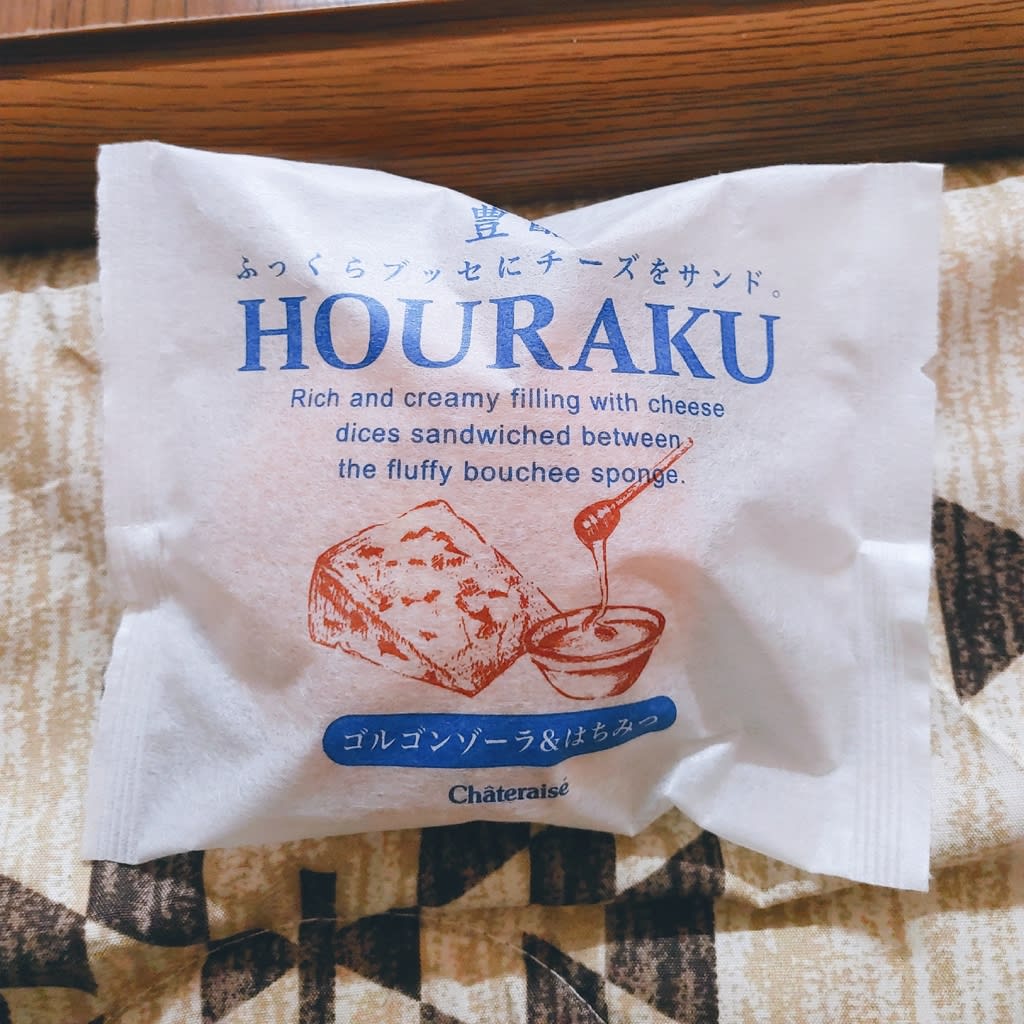 豊
ふっくらブッセにチーズをサンド。
HOURAKU
Rich and creamy filling with cheese
dices sandwiched between
the fluffy bouchee sponge.
ゴルゴンゾーラ&はちみつ
Châteraisé